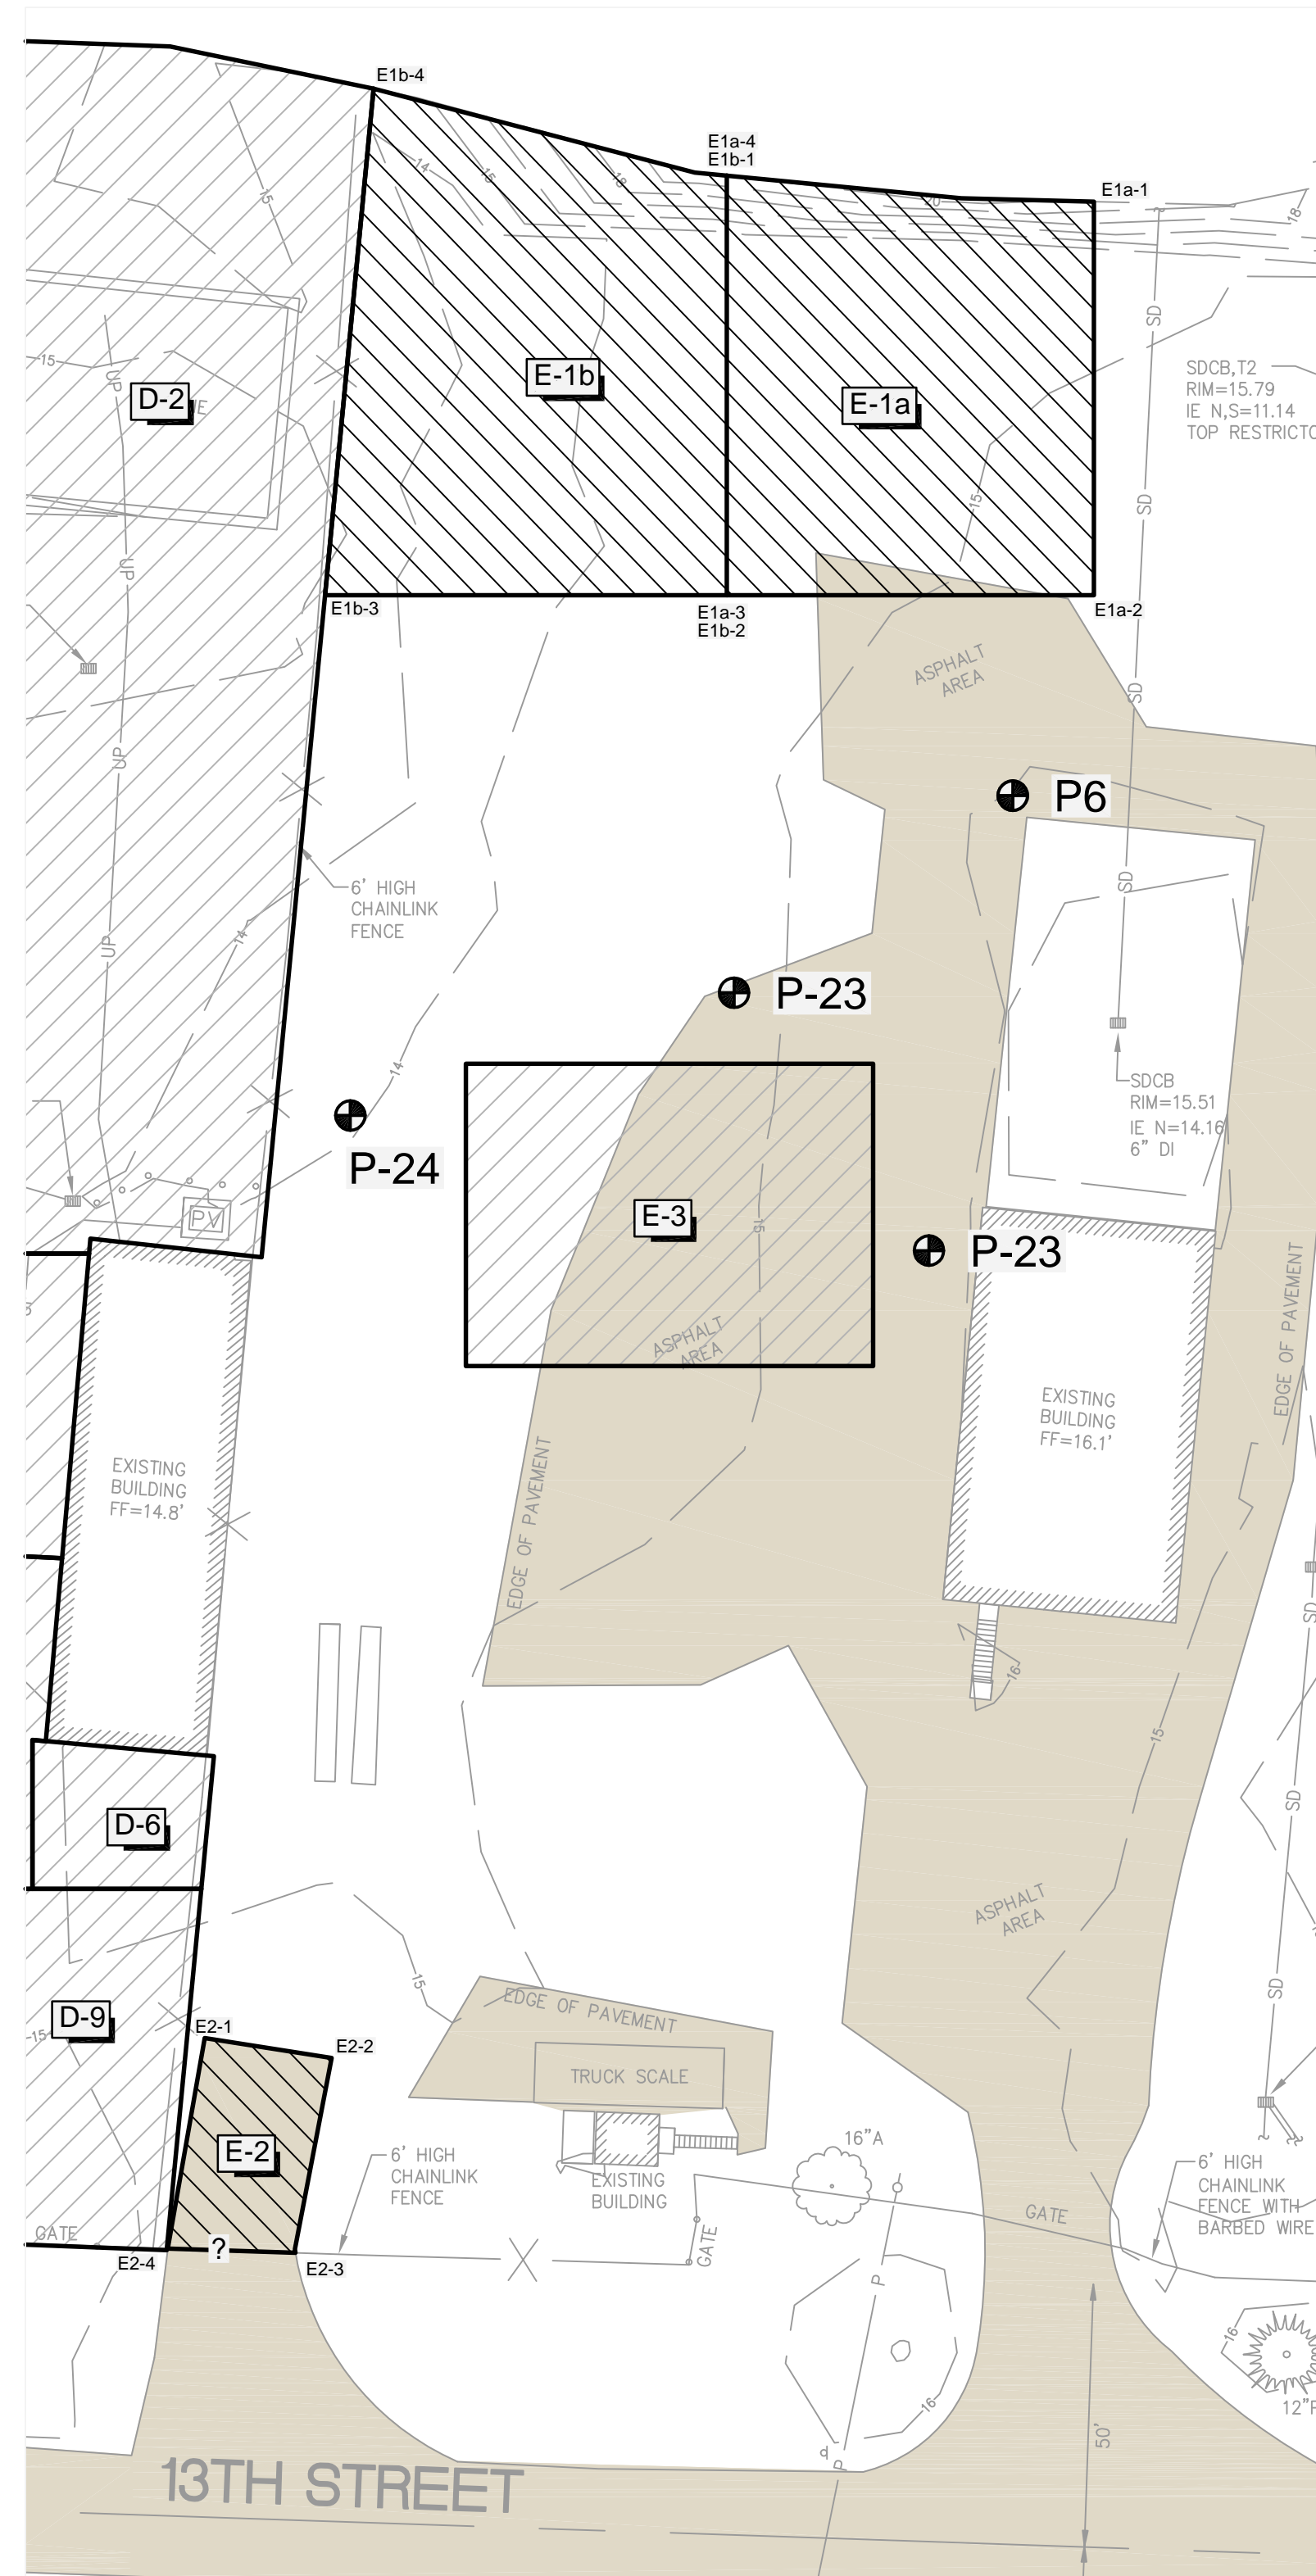 E1b-4
E1a-4
E1b-1
E1a-1
14
15
18
20
18
15
SD
E-1b
E-1a
D-2
15
UP
SDCB,T2
RIM=15.79
IE N,S=11.14
TOP RESTRICTO
15
SD
UP
E1b-3
E1a-3
E1b-2
E1a-2
ASPHALT
AREA
SD
UP
P6
6' HIGH
CHAINLINK
FENCE
SD
14
UP
P-23
14
SDCB
RIM=15.51
IE N=14.16
6" DI
P-24
PV
E-3
15
P-23
EDGE OF PAVEMENT
ASPHALT
AREA
EXISTING
BUILDING
FF=16.1'
EXISTING
BUILDING
FF=14.8'
EDGE OF PAVEMENT
SD
16
15
SD
D-6
ASPHALT
AREA
15
SD
D-9
15
EDGE OF PAVEMENT
E2-1
E2-2
TRUCK SCALE
E-2
16"A
6' HIGH
CHAINLINK
FENCE
EXISTING
BUILDING
6' HIGH
CHAINLINK
FENCE WITH
BARBED WIRE
GATE
GATE
GATE
?
E2-4
E2-3
P
16
16
12"F
50'
P
13TH STREET